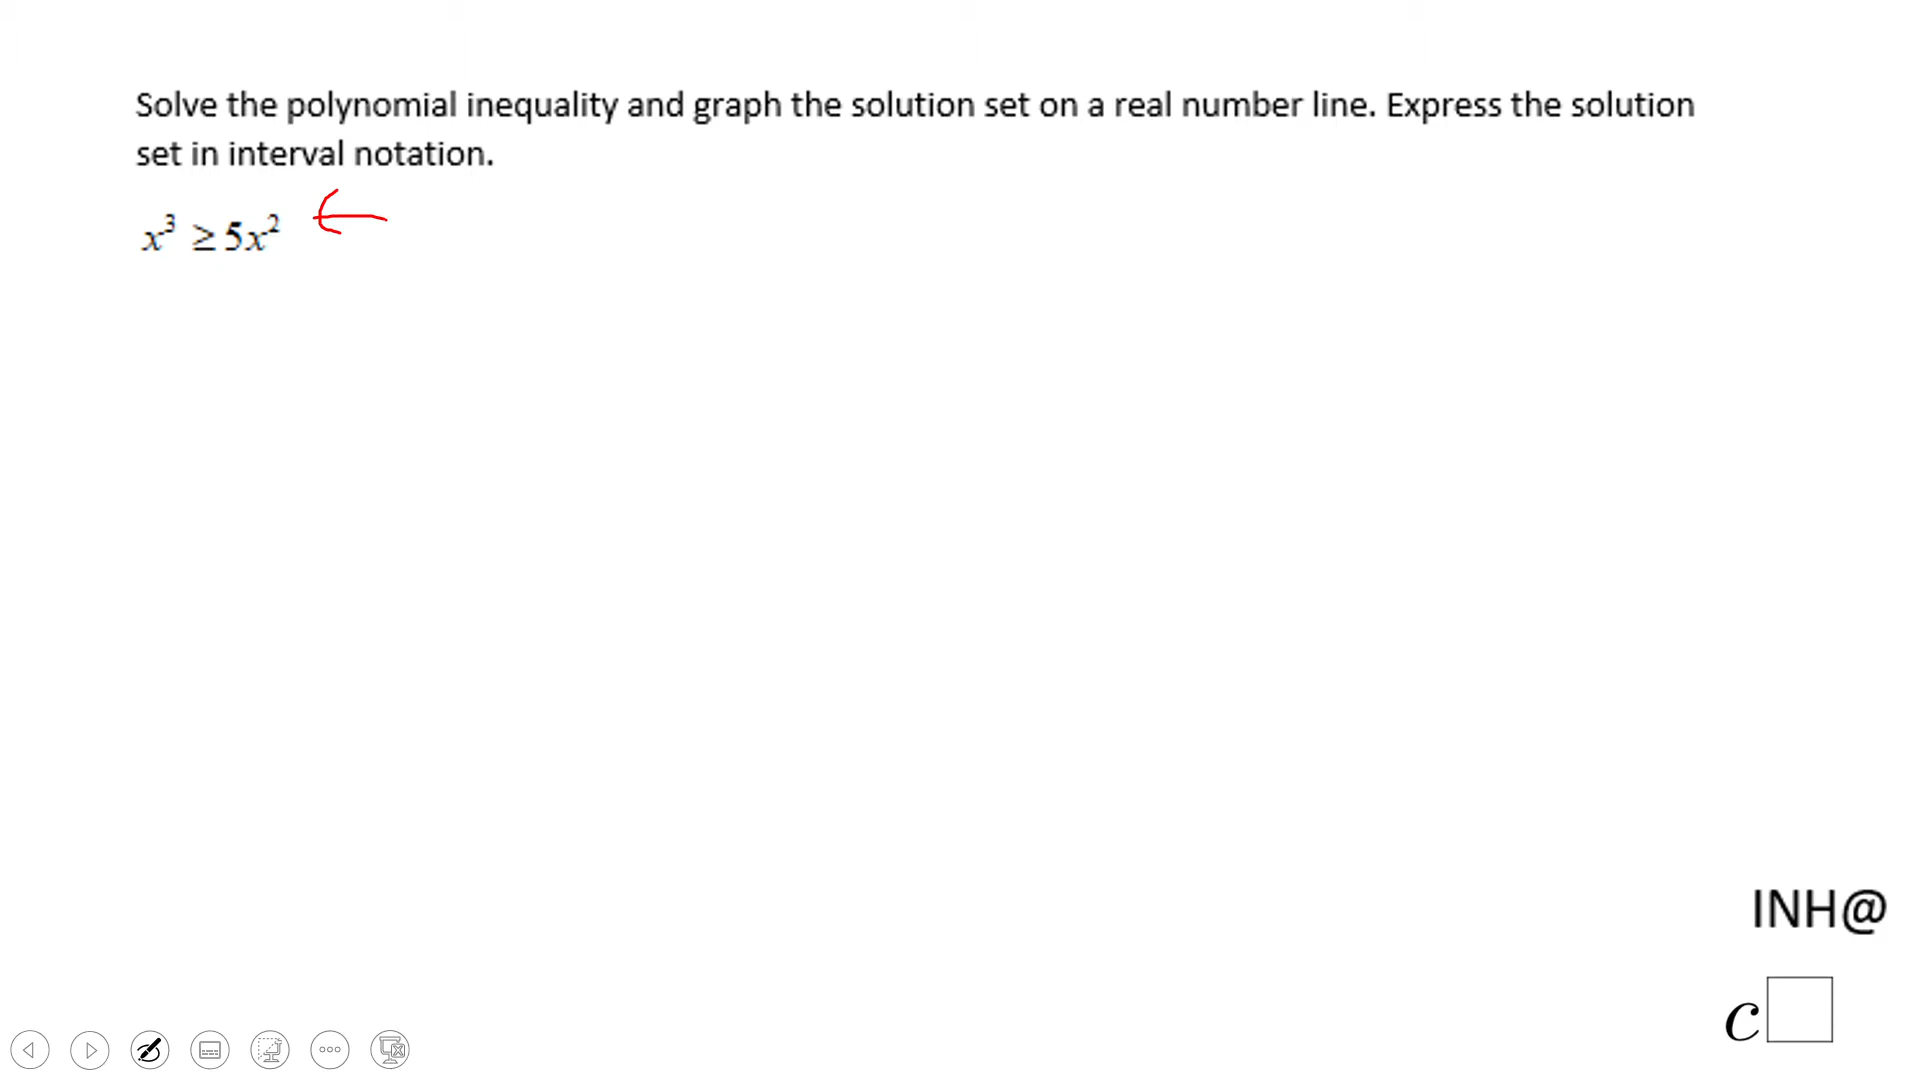 Solve the polynomial inequality and graph the solution set on a real number line. Express the solution
set in interval notation.
x³ ≥ 5x²
INH@
c□